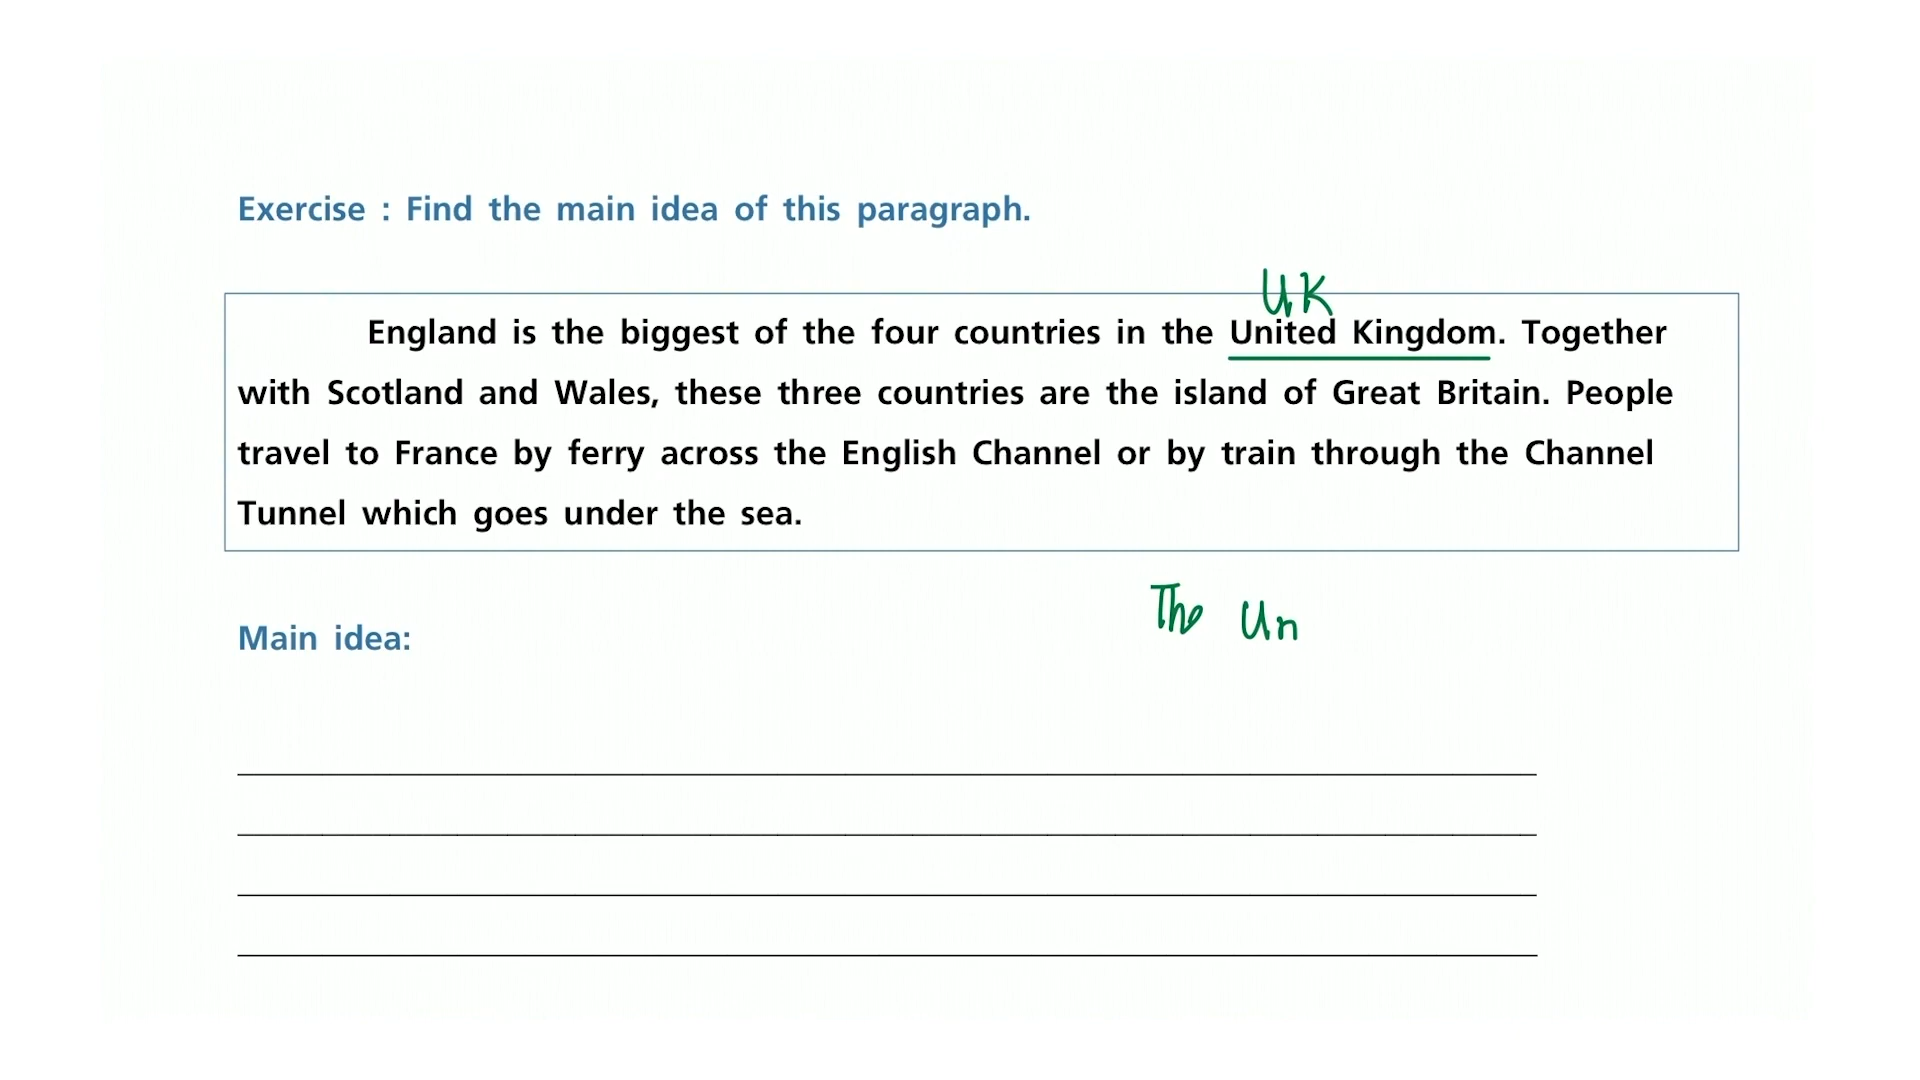 Exercise : Find the main idea of this paragraph.
UK
England is the biggest of the four countries in the United Kingdom. Together
with Scotland and Wales, these three countries are the island of Great Britain. People
travel to France by ferry across the English Channel or by train through the Channel
Tunnel which goes under the sea.
The Un
Main idea: